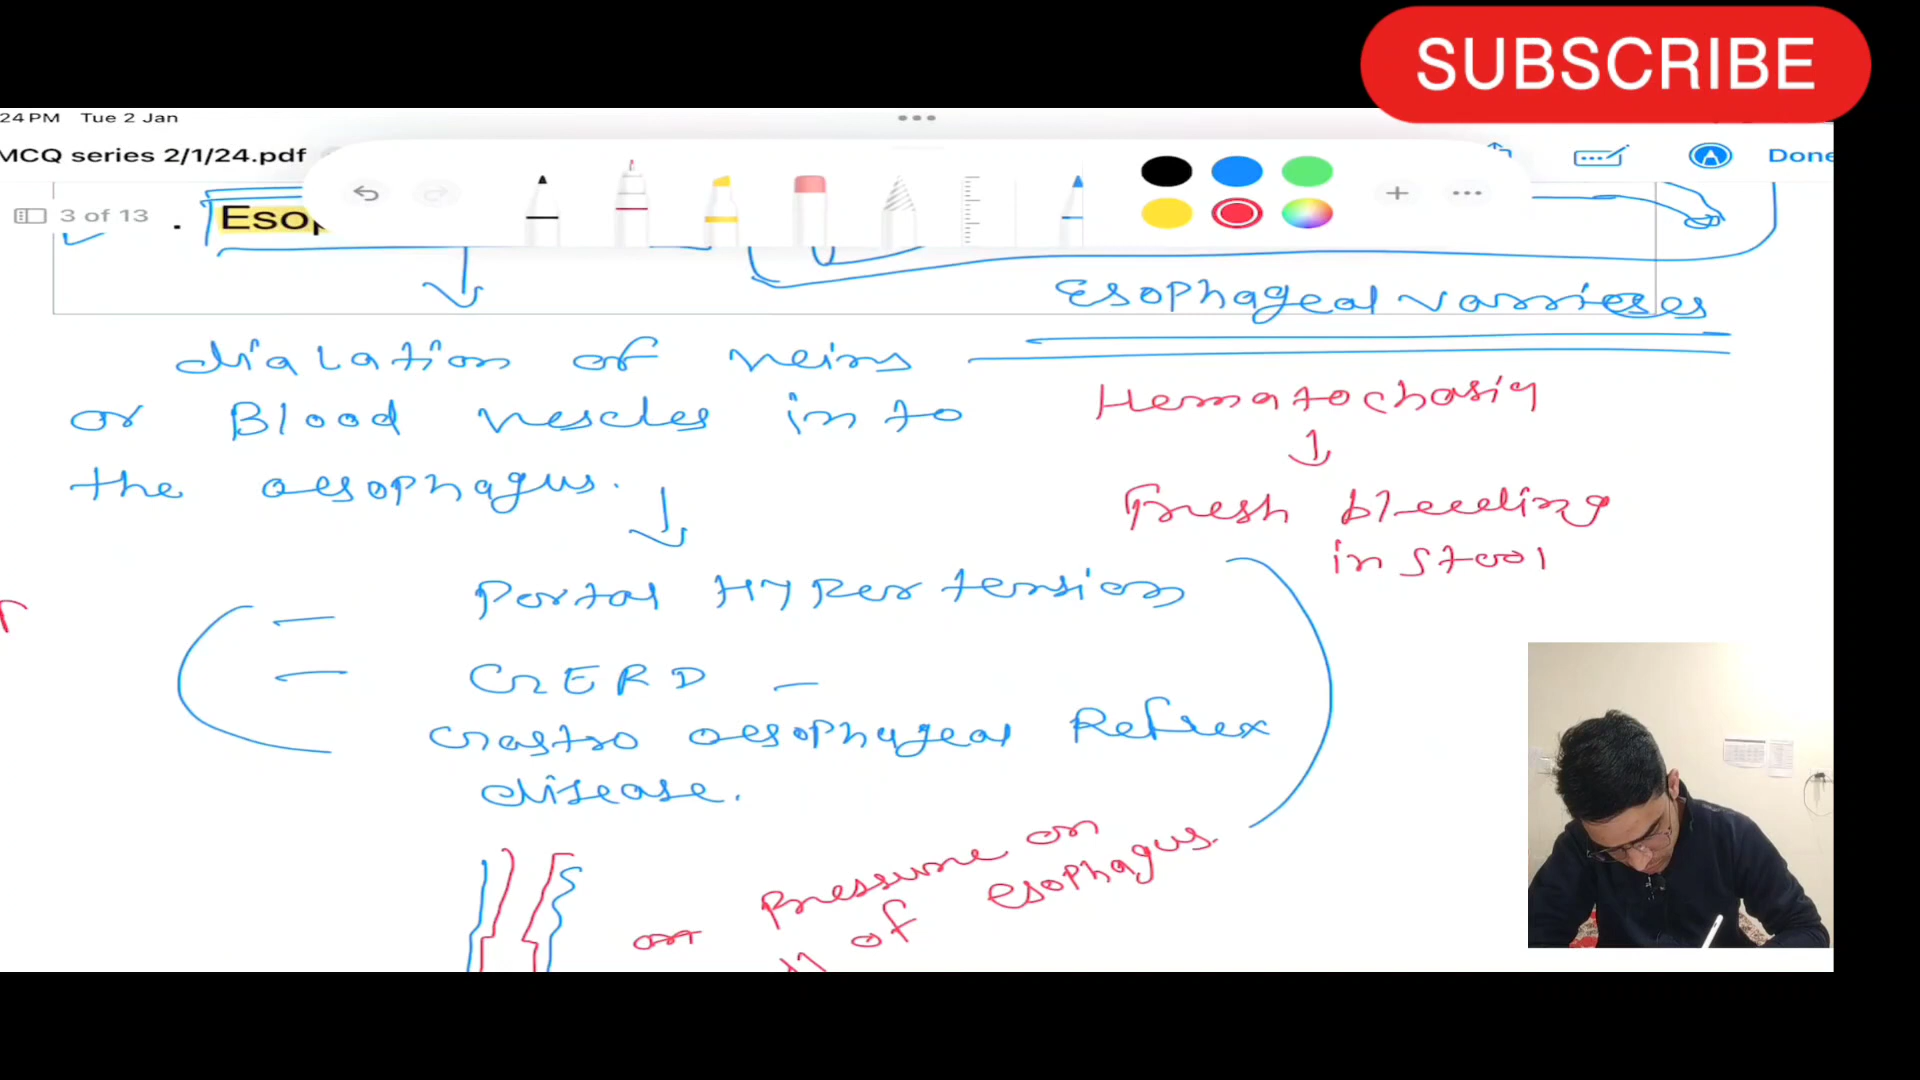 SUBSCRIBE
24 PM Tue 2 Jan
MCQ series 2/1/24.pdf
Done
3 of 13
. Esop
Esophageal varrieses
dialation of veins
or Blood vescles in to
the oesophagus.
Hematochasia
Fresh bleeding
in stool
- Portal Hypertension
- GERD -
Gastro oesophageal Reflex
disease.
Pressure on
of esophagus.